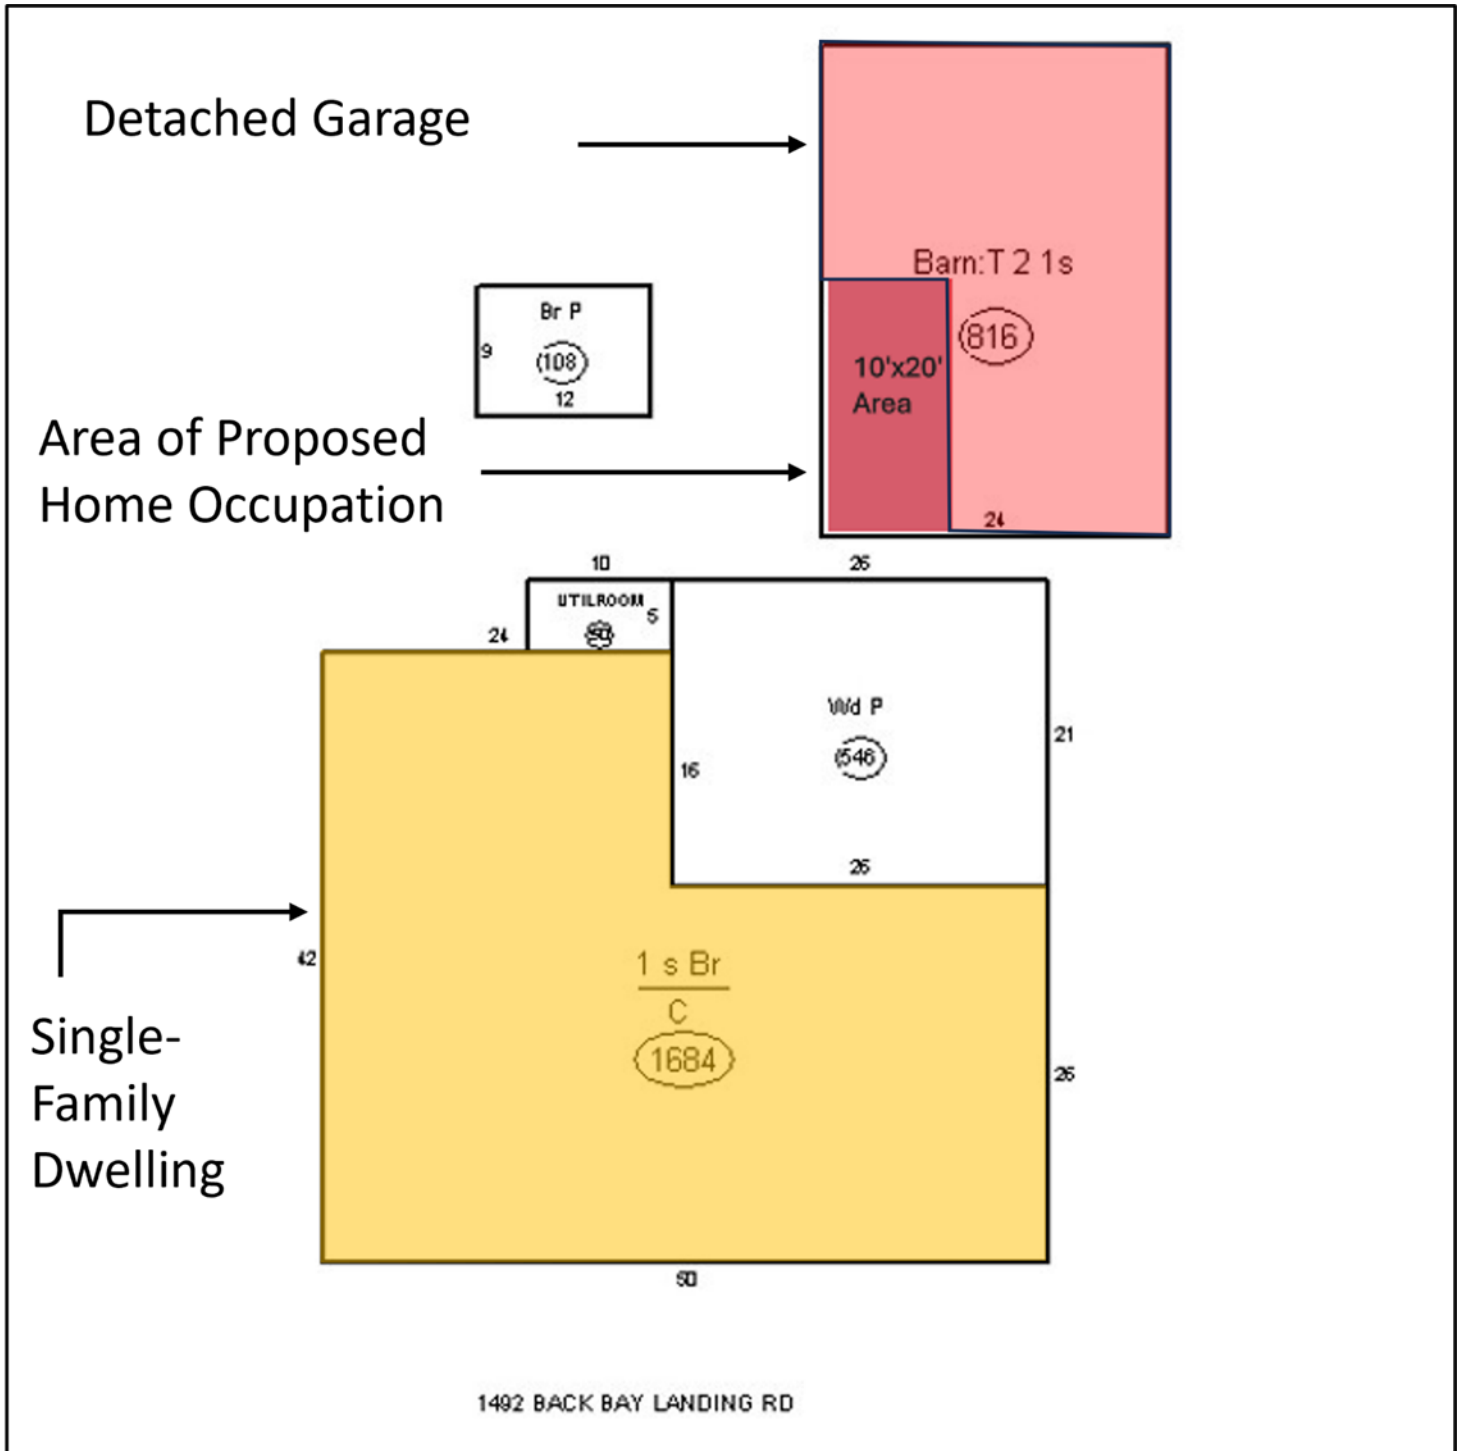 Detached Garage
Barn:T 2 1s
816
Br P
9
108
12
10'x20'
Area
Area of Proposed
Home Occupation
24
10
26
UTILROOM
5
24
50
Wd P
546
21
16
26
42
1 s Br
C
1684
26
Single-
Family
Dwelling
50
1492 BACK BAY LANDING RD